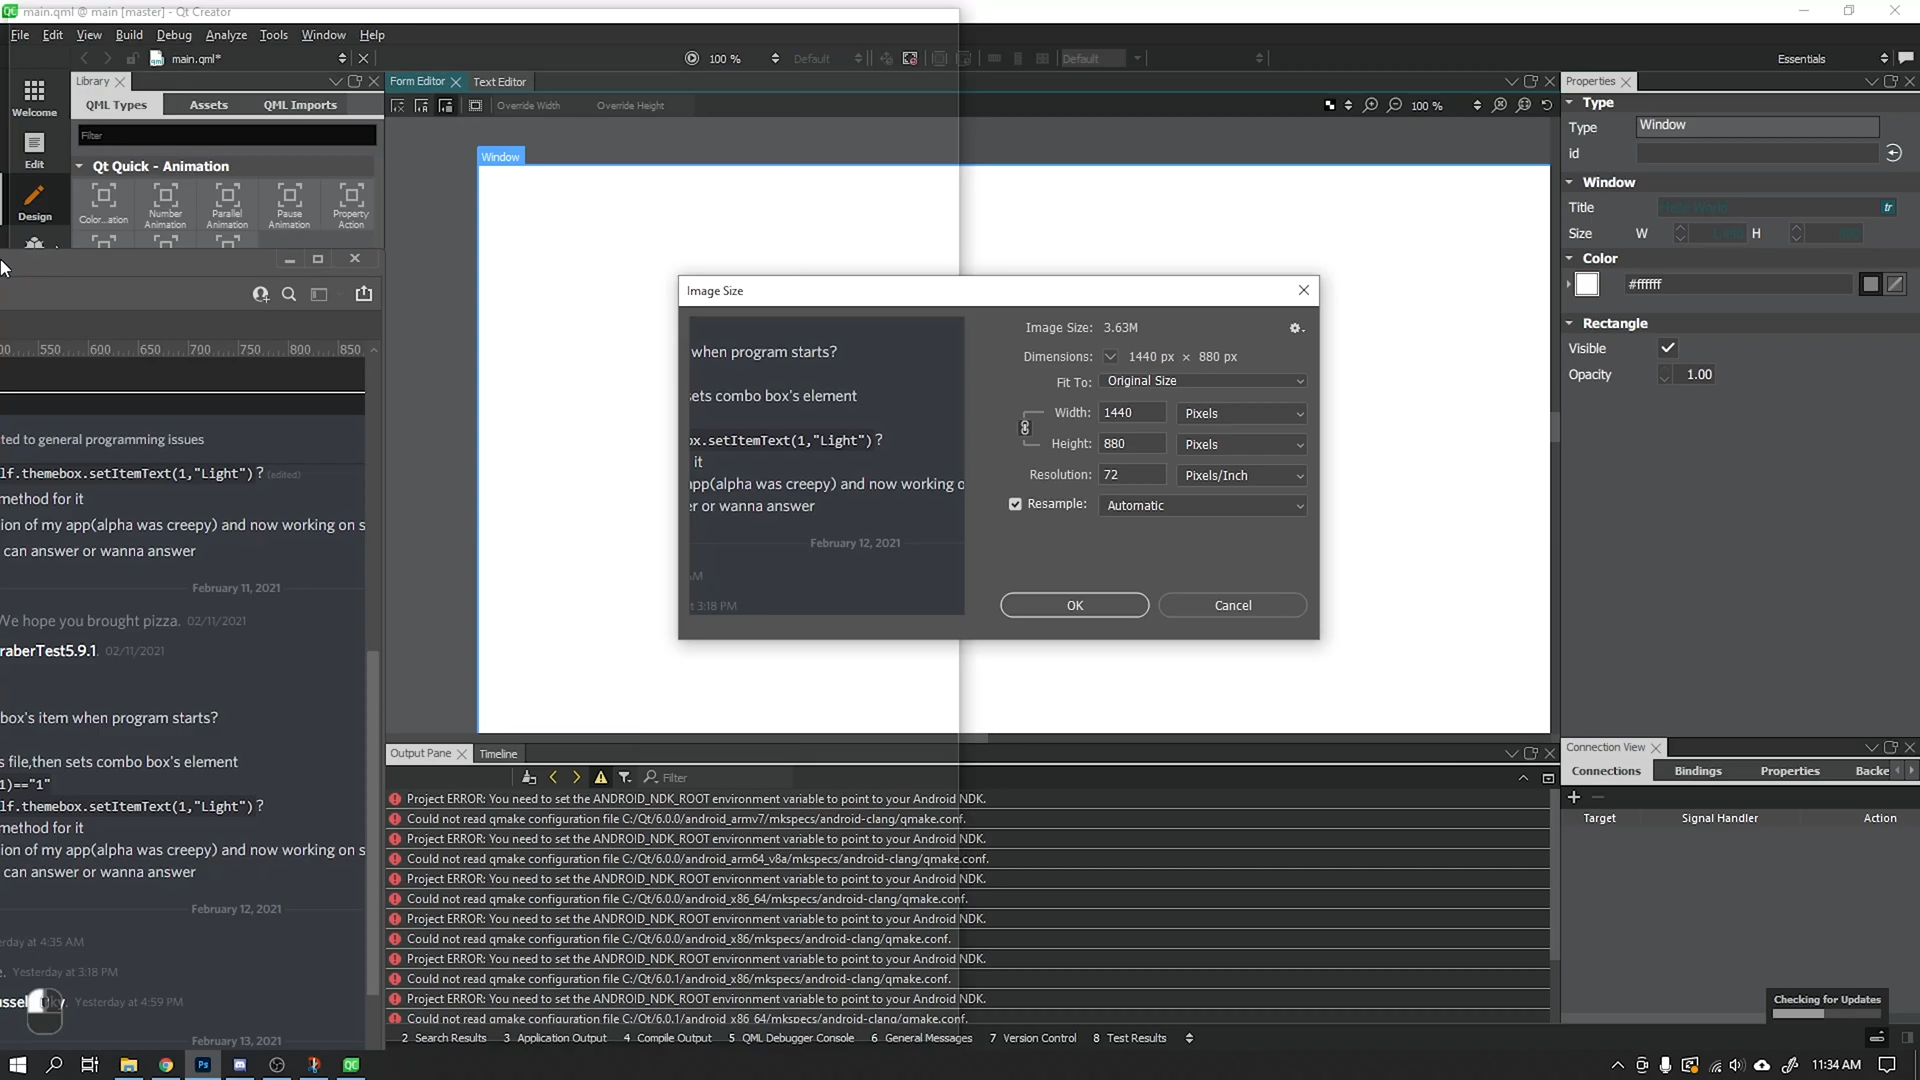 main.qml @ main [master] - Qt Creator
File Edit View Build Debug Analyze Tools Window Help
main.qml*
100 %
Default
Default
Essentials
Library
QML Types Assets QML Imports
Filter
Qt Quick - Animation
Color...ation
Number Animation
Parallel Animation
Pause Animation
Property Action
Welcome
Edit
Design
Form Editor Text Editor
Override Width Override Height
100 %
Window
Properties
Type
Type Window
id
Window
Title tr
Size W H
Color
#ffffff
Rectangle
Visible
Opacity 1.00
00 550 600 650 700 750 800 850
ted to general programming issues
lf.themebox.setItemText(1,"Light") ? (edited)
method for it
ion of my app(alpha was creepy) and now working on s
can answer or wanna answer
February 11, 2021
We hope you brought pizza. 02/11/2021
raberTest5.9.1. 02/11/2021
box's item when program starts?
s file,then sets combo box's element
1)=="1"
lf.themebox.setItemText(1,"Light") ?
method for it
ion of my app(alpha was creepy) and now working on s
can answer or wanna answer
February 12, 2021
rday at 4:35 AM
e. Yesterday at 3:18 PM
Yesterday at 4:59 PM
February 13, 2021
Image Size
when program starts?
ets combo box's element
ox.setItemText(1,"Light") ?
it
app(alpha was creepy) and now working o
er or wanna answer
February 12, 2021
AM
t 3:18 PM
Image Size: 3.63M
Dimensions: 1440 px × 880 px
Fit To: Original Size
Width: 1440 Pixels
Height: 880 Pixels
Resolution: 72 Pixels/Inch
Resample: Automatic
OK Cancel
Output Pane Timeline
Filter
Project ERROR: You need to set the ANDROID_NDK_ROOT environment variable to point to your Android NDK.
Could not read qmake configuration file C:/Qt/6.0.0/android_armv7/mkspecs/android-clang/qmake.conf.
Project ERROR: You need to set the ANDROID_NDK_ROOT environment variable to point to your Android NDK.
Could not read qmake configuration file C:/Qt/6.0.0/android_arm64_v8a/mkspecs/android-clang/qmake.conf.
Project ERROR: You need to set the ANDROID_NDK_ROOT environment variable to point to your Android NDK.
Could not read qmake configuration file C:/Qt/6.0.0/android_x86_64/mkspecs/android-clang/qmake.conf.
Project ERROR: You need to set the ANDROID_NDK_ROOT environment variable to point to your Android NDK.
Could not read qmake configuration file C:/Qt/6.0.0/android_x86/mkspecs/android-clang/qmake.conf.
Project ERROR: You need to set the ANDROID_NDK_ROOT environment variable to point to your Android NDK.
Could not read qmake configuration file C:/Qt/6.0.1/android_x86/mkspecs/android-clang/qmake.conf.
Project ERROR: You need to set the ANDROID_NDK_ROOT environment variable to point to your Android NDK.
Could not read qmake configuration file C:/Qt/6.0.1/android_x86_64/mkspecs/android-clang/qmake.conf.
Connection View
Connections Bindings Properties Backe
Target Signal Handler Action
Checking for Updates
2 Search Results 3 Application Output 4 Compile Output 5 QML Debugger Console 6 General Messages 7 Version Control 8 Test Results
11:34 AM